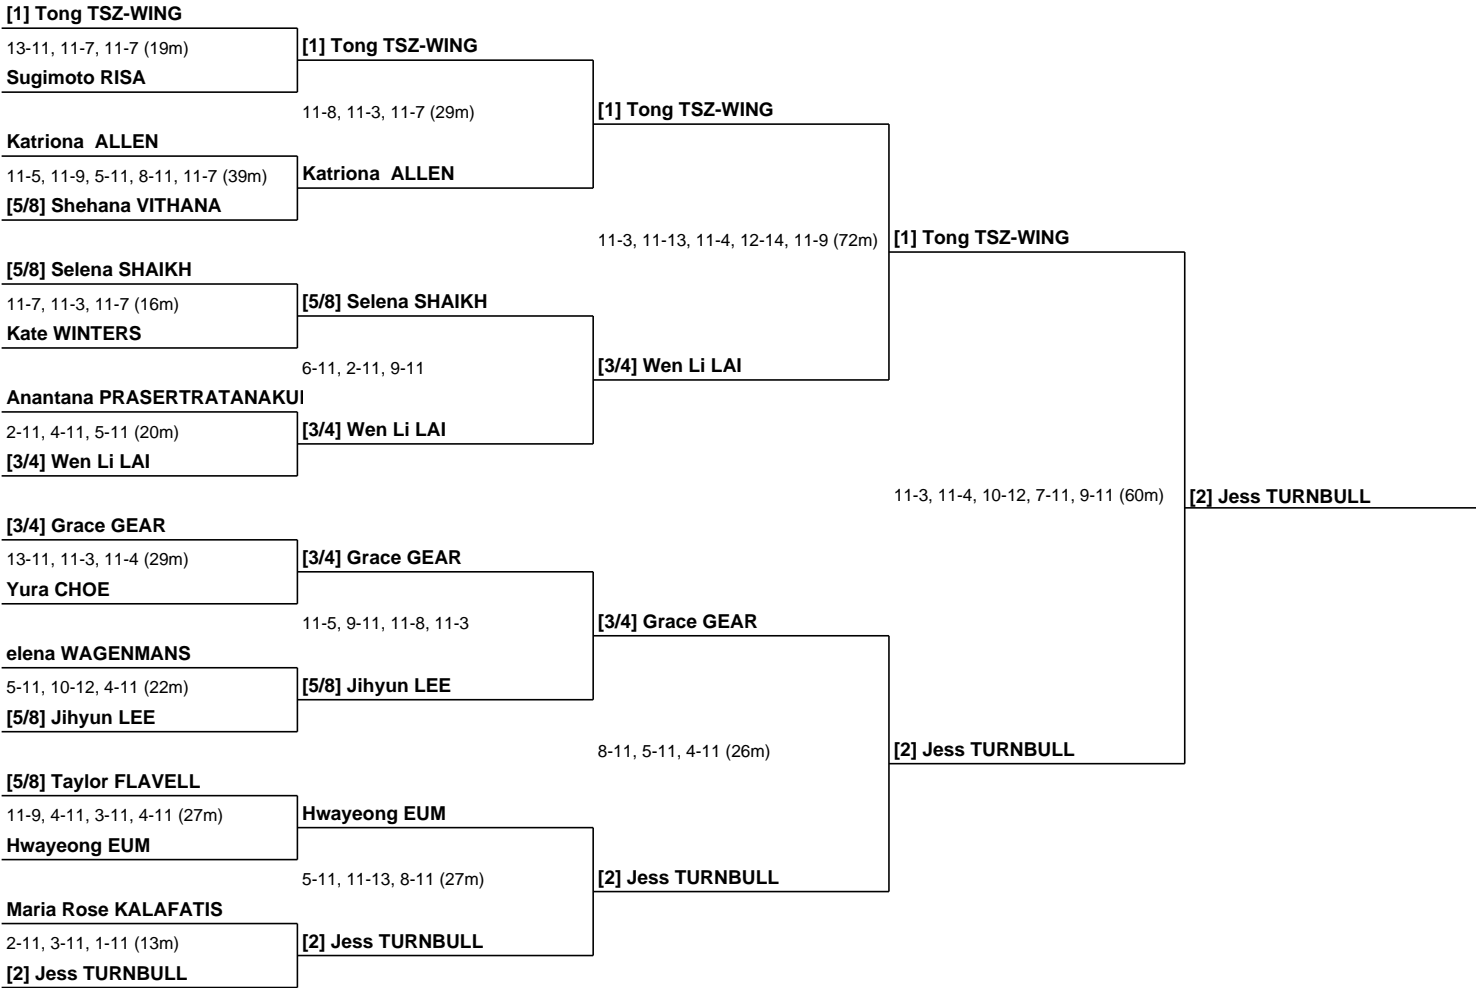 [1] Tong TSZ-WING
13-11, 11-7, 11-7 (19m)
[1] Tong TSZ-WING
Sugimoto RISA
11-8, 11-3, 11-7 (29m)
[1] Tong TSZ-WING
Katriona ALLEN
11-5, 11-9, 5-11, 8-11, 11-7 (39m)
Katriona ALLEN
[5/8] Shehana VITHANA
11-3, 11-13, 11-4, 12-14, 11-9 (72m)
[1] Tong TSZ-WING
[5/8] Selena SHAIKH
11-7, 11-3, 11-7 (16m)
[5/8] Selena SHAIKH
Kate WINTERS
6-11, 2-11, 9-11
[3/4] Wen Li LAI
Anantana PRASERTRATANAKUI
2-11, 4-11, 5-11 (20m)
[3/4] Wen Li LAI
[3/4] Wen Li LAI
11-3, 11-4, 10-12, 7-11, 9-11 (60m)
[2] Jess TURNBULL
[3/4] Grace GEAR
13-11, 11-3, 11-4 (29m)
[3/4] Grace GEAR
Yura CHOE
11-5, 9-11, 11-8, 11-3
[3/4] Grace GEAR
elena WAGENMANS
5-11, 10-12, 4-11 (22m)
[5/8] Jihyun LEE
[5/8] Jihyun LEE
8-11, 5-11, 4-11 (26m)
[2] Jess TURNBULL
[5/8] Taylor FLAVELL
11-9, 4-11, 3-11, 4-11 (27m)
Hwayeong EUM
Hwayeong EUM
5-11, 11-13, 8-11 (27m)
[2] Jess TURNBULL
Maria Rose KALAFATIS
2-11, 3-11, 1-11 (13m)
[2] Jess TURNBULL
[2] Jess TURNBULL